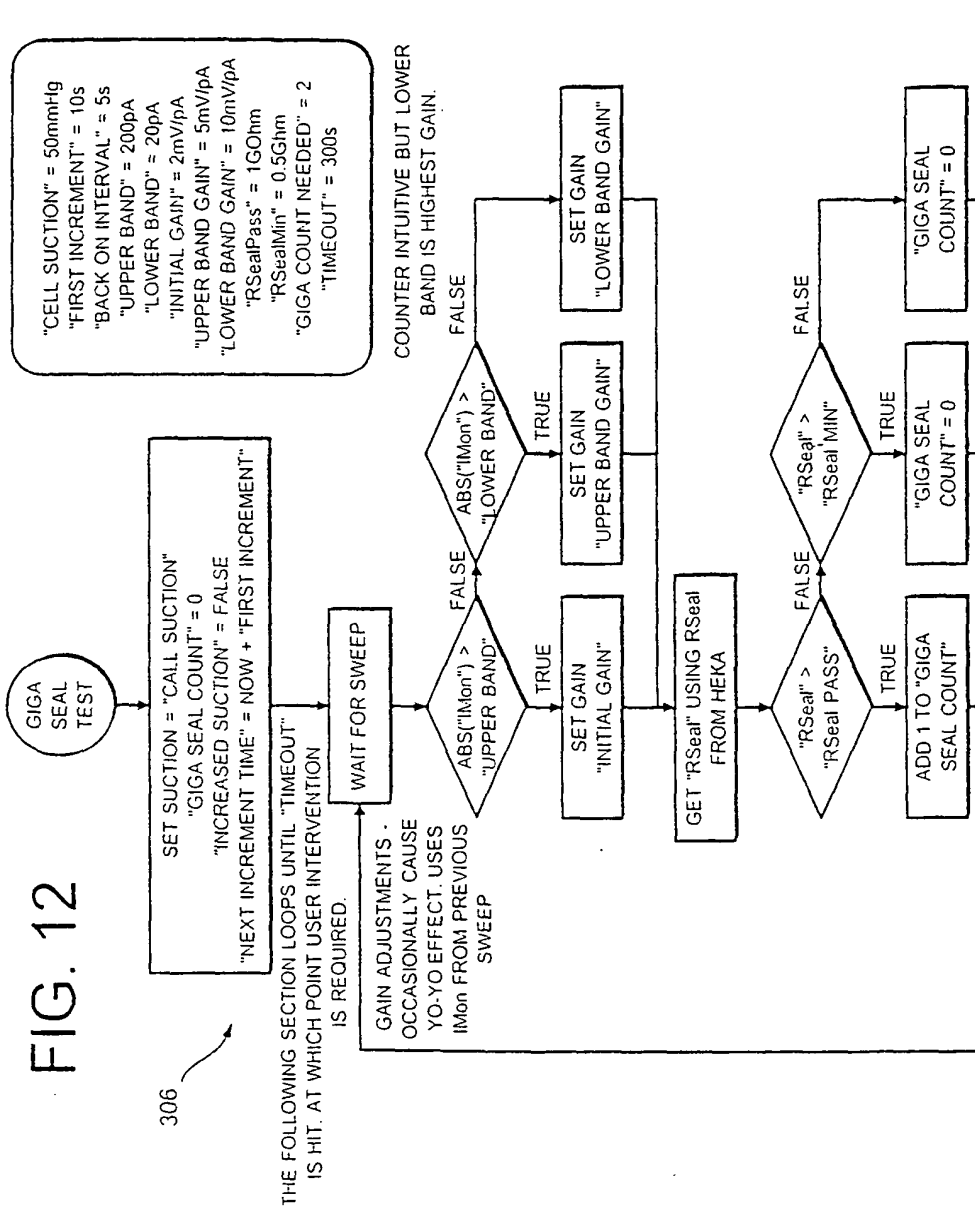 FIG. 12
306
GIGA
SEAL
TEST
SET SUCTION = "CALL SUCTION"
"GIGA SEAL COUNT" = 0
"INCREASED SUCTION" = FALSE
"NEXT INCREMENT TIME" = NOW + "FIRST INCREMENT"
"CELL SUCTION" = 50mmHg
"FIRST INCREMENT" = 10s
"BACK ON INTERVAL" = 5s
"UPPER BAND" = 200pA
"LOWER BAND" = 20pA
"INITIAL GAIN" = 2mV/pA
"UPPER BAND GAIN" = 5mV/pA
"LOWER BAND GAIN" = 10mV/pA
"RSealPass" = 1GOhm
"RSealMin" = 0.5Ghm
"GIGA COUNT NEEDED" = 2
"TIMEOUT" = 300s
THE FOLLOWING SECTION LOOPS UNTIL "TIMEOUT"
IS HIT. AT WHICH POINT USER INTERVENTION
IS REQUIRED.
WAIT FOR SWEEP
GAIN ADJUSTMENTS -
OCCASIONALLY CAUSE
YO-YO EFFECT. USES
IMon FROM PREVIOUS
SWEEP
ABS("IMon") >
"UPPER BAND"
FALSE
ABS("IMon") >
"LOWER BAND"
FALSE
COUNTER INTUITIVE BUT LOWER
BAND IS HIGHEST GAIN.
TRUE
TRUE
SET GAIN
"INITIAL GAIN"
SET GAIN
"UPPER BAND GAIN"
SET GAIN
"LOWER BAND GAIN"
GET "RSeal" USING RSeal
FROM HEKA
"RSeal" >
"RSeal PASS"
FALSE
"RSeal" >
"RSeal MIN"
FALSE
TRUE
TRUE
ADD 1 TO "GIGA
SEAL COUNT"
"GIGA SEAL
COUNT" = 0
"GIGA SEAL
COUNT" = 0